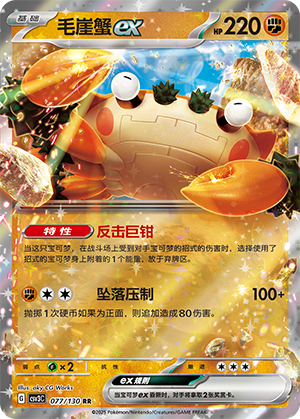 基础 毛崖蟹ex HP 220
特性 反击巨钳
当这只宝可梦，在战斗场上受到对手宝可梦的招式的伤害时，选择使用了
招式的宝可梦身上附着的1个能量，放于弃牌区。
坠落压制 100+
抛掷1次硬币如果为正面，则追加造成80伤害。
弱点 ×2 抗性 撤退
Illus. aky CG Works
G CSV3C 077/130 RR
ex规则
当宝可梦ex昏厥时，对手将拿取2张奖赏卡。
©2025 Pokémon/Nintendo/Creatures/GAME FREAK